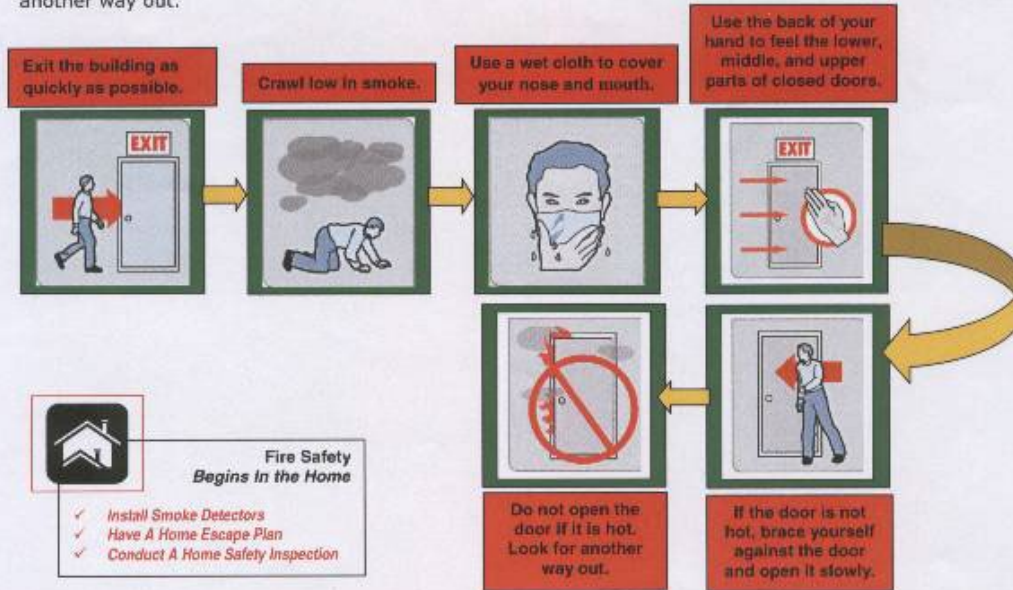 another way out.
Exit the building as
quickly as possible.
Crawl low in smoke.
Use a wet cloth to cover
your nose and mouth.
Use the back of your
hand to feel the lower,
middle, and upper
parts of closed doors.
EXIT
EXIT
If the door is not
hot, brace yourself
against the door
and open it slowly.
Do not open the
door if it is hot.
Look for another
way out.
Fire Safety
Begins In the Home
✓ Install Smoke Detectors
✓ Have A Home Escape Plan
✓ Conduct A Home Safety Inspection